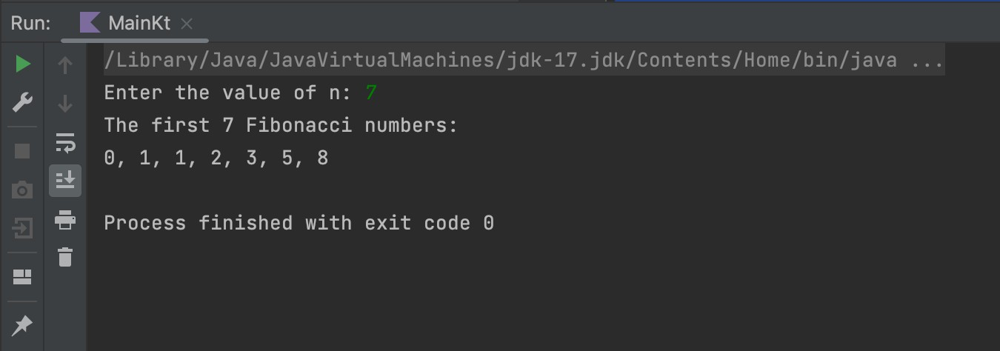 Run: MainKt
/Library/Java/JavaVirtualMachines/jdk-17.jdk/Contents/Home/bin/java ...
Enter the value of n: 7
The first 7 Fibonacci numbers:
0, 1, 1, 2, 3, 5, 8
Process finished with exit code 0